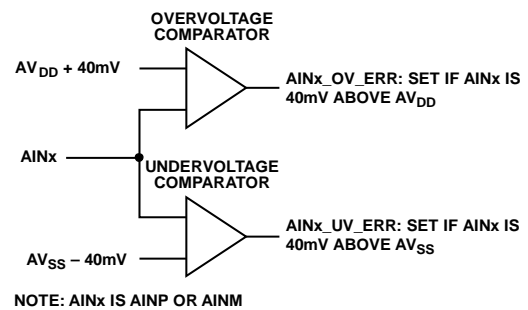 OVERVOLTAGE
COMPARATOR
AVDD + 40mV
AINx_OV_ERR: SET IF AINx IS
40mV ABOVE AVDD
AINx
UNDERVOLTAGE
COMPARATOR
AINx_UV_ERR: SET IF AINx IS
40mV ABOVE AVSS
AVSS – 40mV
NOTE: AINx IS AINP OR AINM